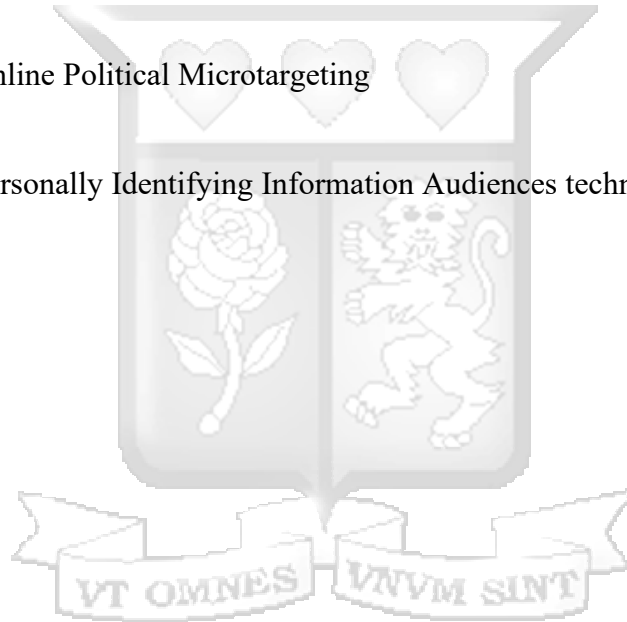 nline Political Microtargeting
rsonally Identifying Information Audiences techn
VT OMNES VNVM SINT